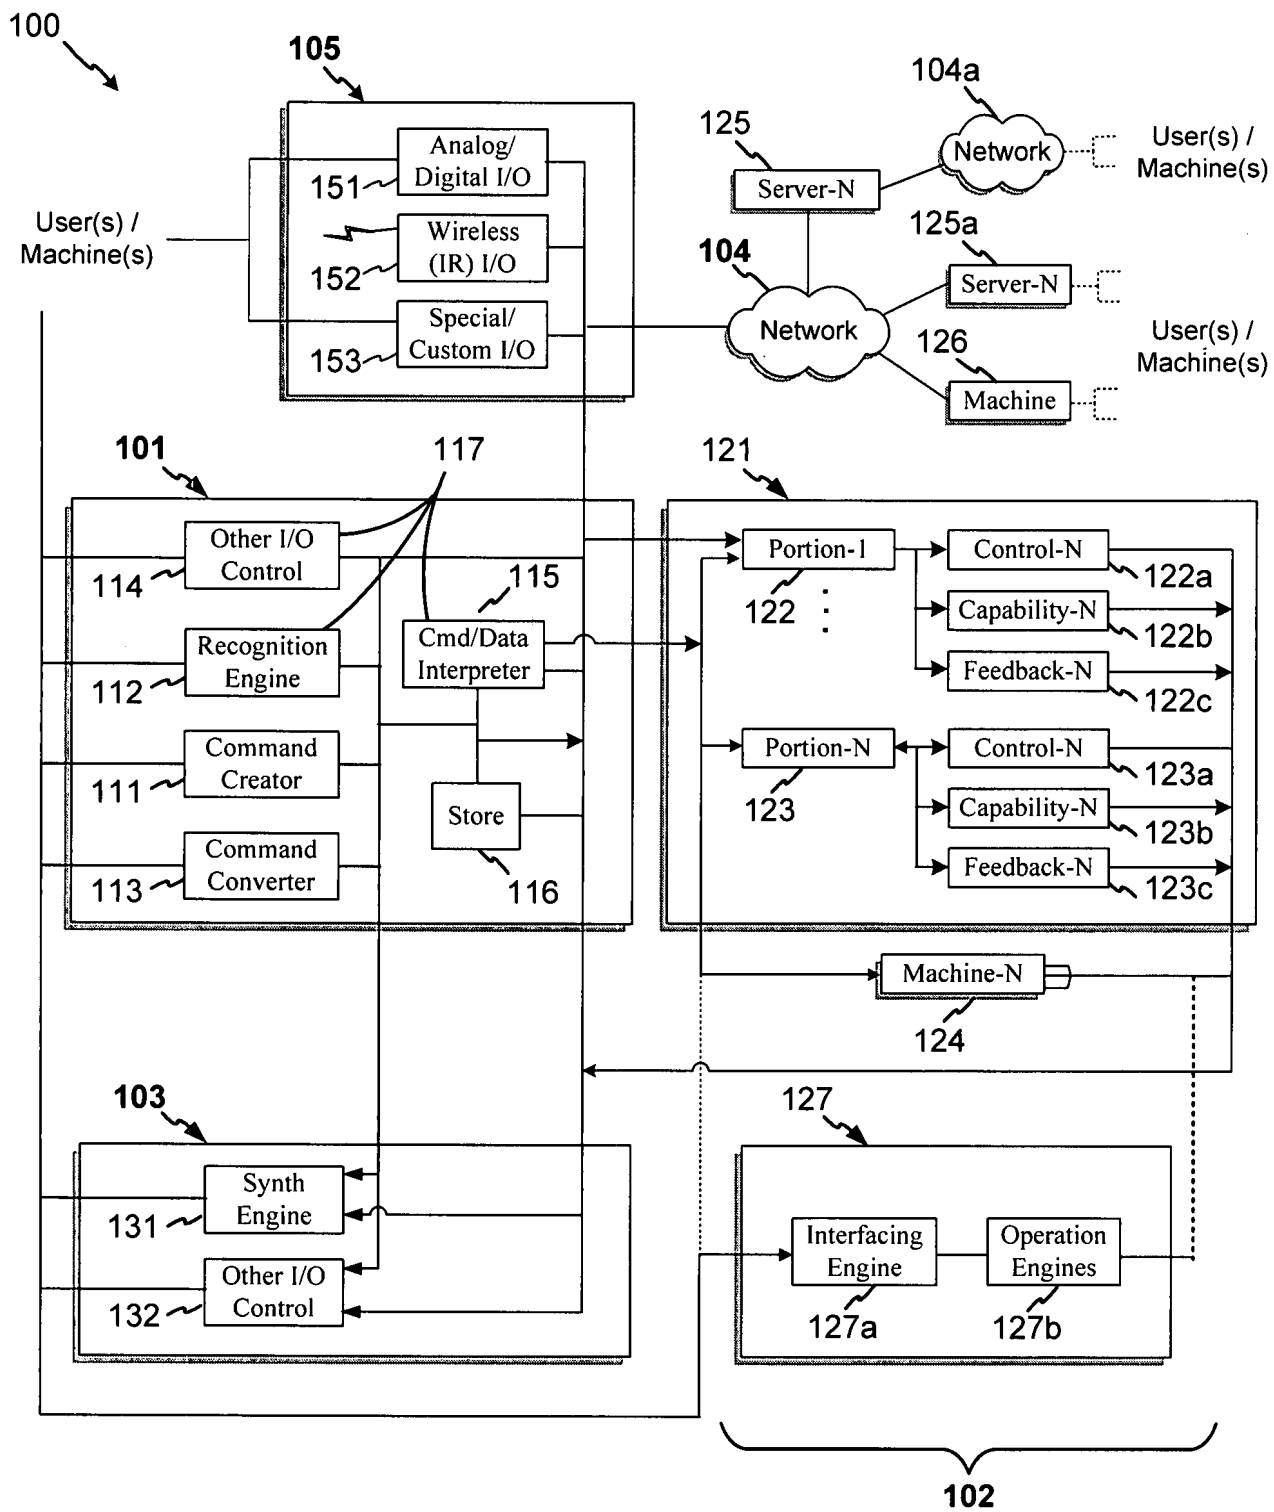 100
105
Analog/
Digital I/O
151
Wireless
(IR) I/O
152
Special/
Custom I/O
153
User(s) /
Machine(s)
104a
Network
125
Server-N
User(s) /
Machine(s)
104
Network
125a
Server-N
126
Machine
User(s) /
Machine(s)
101
117
Other I/O
Control
114
115
Cmd/Data
Interpreter
Recognition
Engine
112
Command
Creator
111
Store
116
Command
Converter
113
121
Portion-1
122
Control-N
122a
Capability-N
122b
Feedback-N
122c
Portion-N
123
Control-N
123a
Capability-N
123b
Feedback-N
123c
Machine-N
124
103
Synth
Engine
131
Other I/O
Control
132
127
Interfacing
Engine
127a
Operation
Engines
127b
102